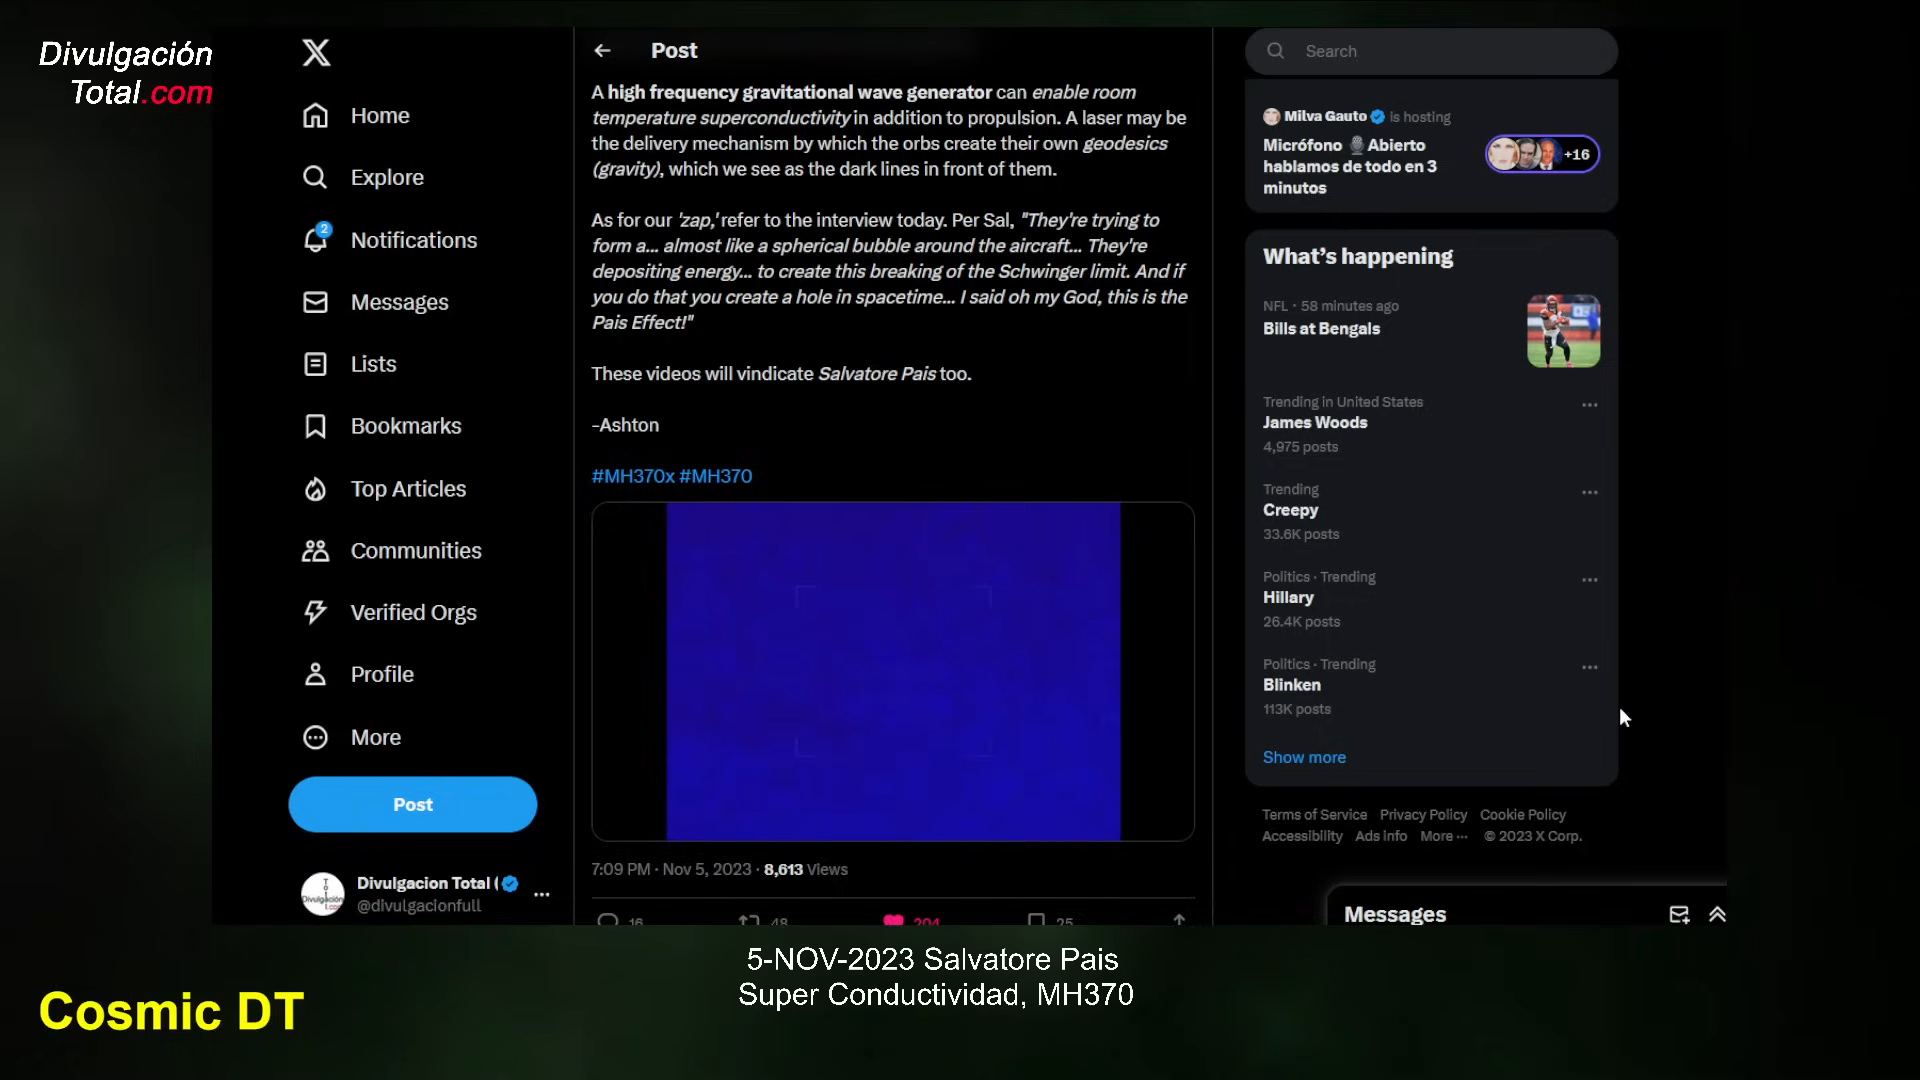 Divulgación
Total.com
Home
Explore
2
Notifications
Messages
Lists
Bookmarks
Top Articles
Communities
Verified Orgs
Profile
More
Post
Divulgacion Total (
@divulgacionfull
Post
A high frequency gravitational wave generator can enable room
temperature superconductivity in addition to propulsion. A laser may be
the delivery mechanism by which the orbs create their own geodesics
(gravity), which we see as the dark lines in front of them.
As for our 'zap,' refer to the interview today. Per Sal, "They're trying to
form a... almost like a spherical bubble around the aircraft... They're
depositing energy... to create this breaking of the Schwinger limit. And if
you do that you create a hole in spacetime... I said oh my God, this is the
Pais Effect!"
These videos will vindicate Salvatore Pais too.
-Ashton
#MH370x #MH370
7:09 PM · Nov 5, 2023 · 8,613 Views
16 48 204 25
Search
Milva Gauto is hosting
Micrófono Abierto
hablamos de todo en 3
minutos
+16
What's happening
NFL · 58 minutes ago
Bills at Bengals
Trending in United States
James Woods
4,975 posts
Trending
Creepy
33.6K posts
Politics · Trending
Hillary
26.4K posts
Politics · Trending
Blinken
113K posts
Show more
Terms of Service Privacy Policy Cookie Policy
Accessibility Ads info More ··· © 2023 X Corp.
Messages
5-NOV-2023 Salvatore Pais
Super Conductividad, MH370
Cosmic DT